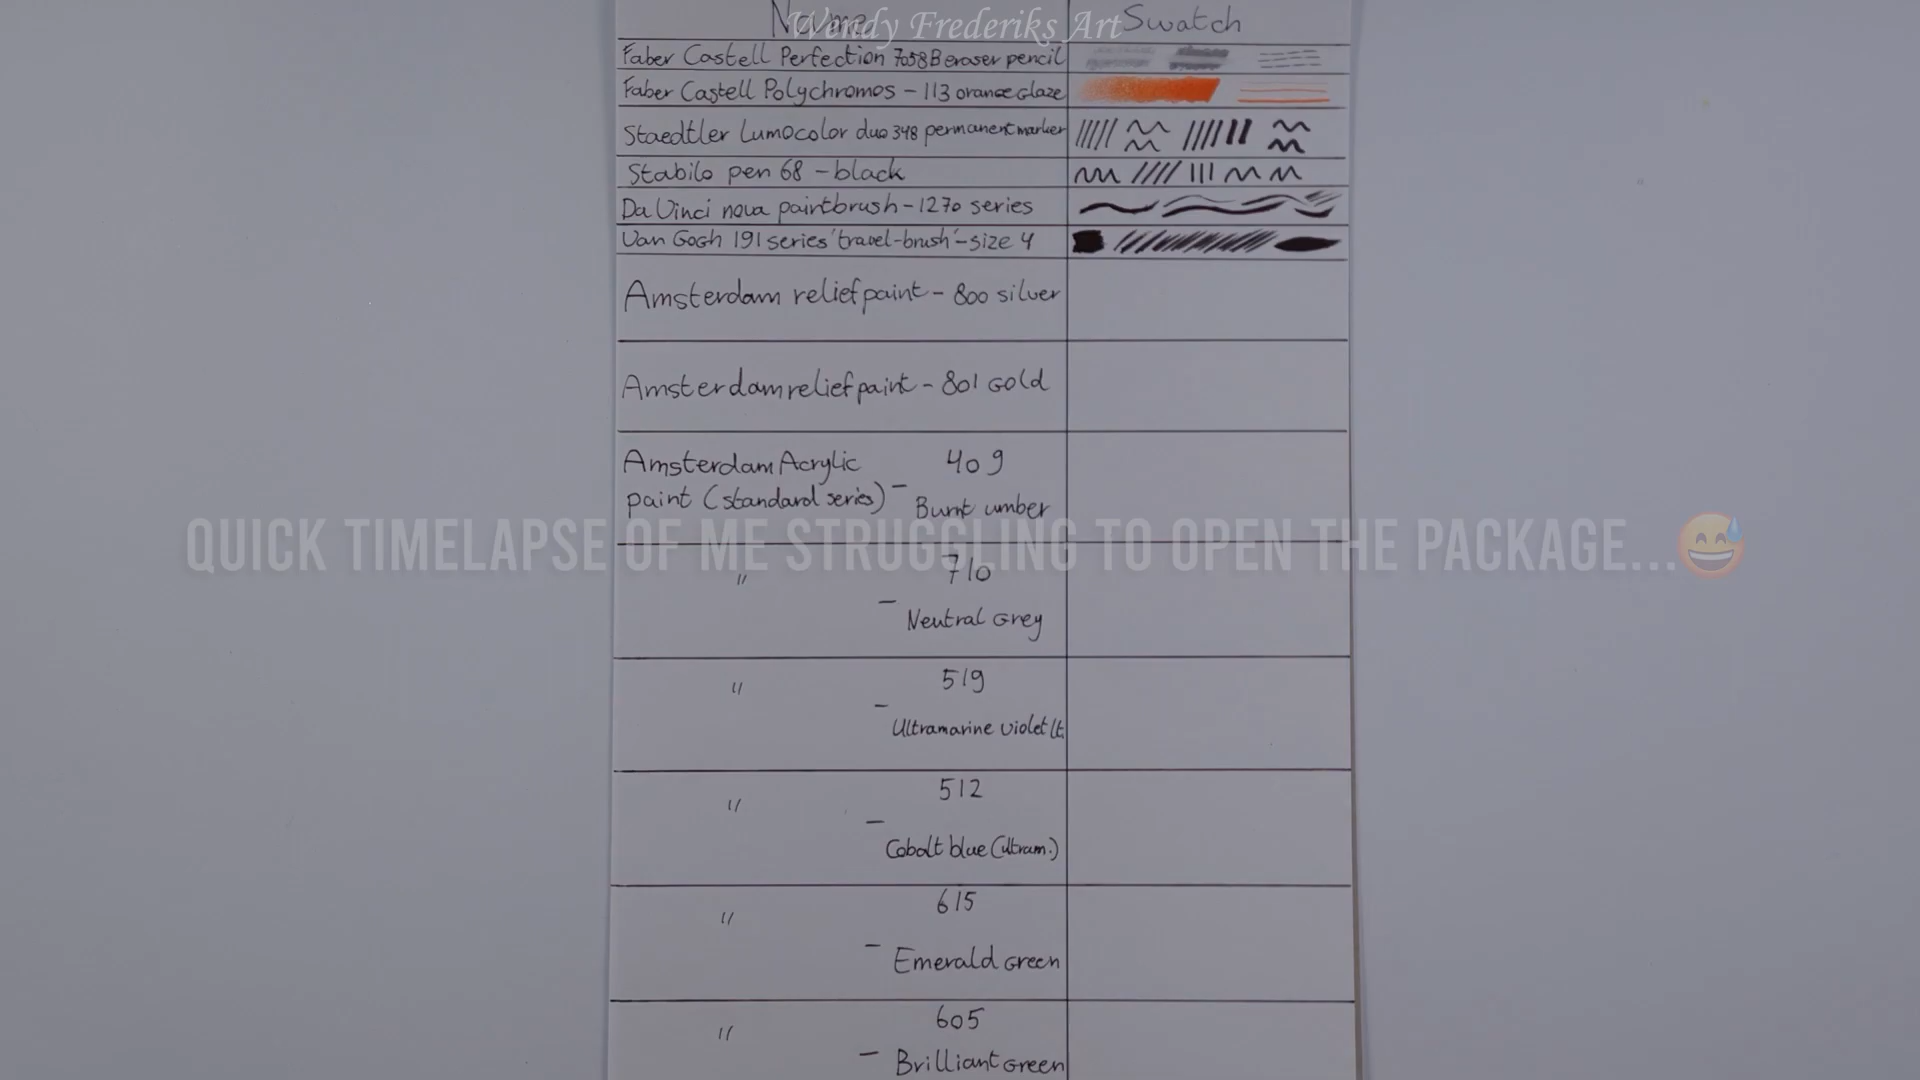 Name
Swatch
Wendy Frederiks Art
Faber Castell Perfection 7058B eraser pencil
Faber Castell Polychromos - 113 orange Glaze
Staedtler Lumocolor duo 348 permanent marker
Stabilo pen 68 - black
Da Vinci nova paintbrush - 1270 series
Van Gogh 191 series 'travel-brush' - size 4
Amsterdam relief paint - 800 silver
Amsterdam relief paint - 801 Gold
Amsterdam Acrylic
paint (standard series) -
409
Burnt umber
QUICK TIMELAPSE OF ME STRUGGLING TO OPEN THE PACKAGE...😅
" 710
- Neutral Grey
" 519
- Ultramarine violet lt.
" 512
- Cobalt blue (ultram.)
" 615
- Emerald Green
" 605
- Brilliant Green